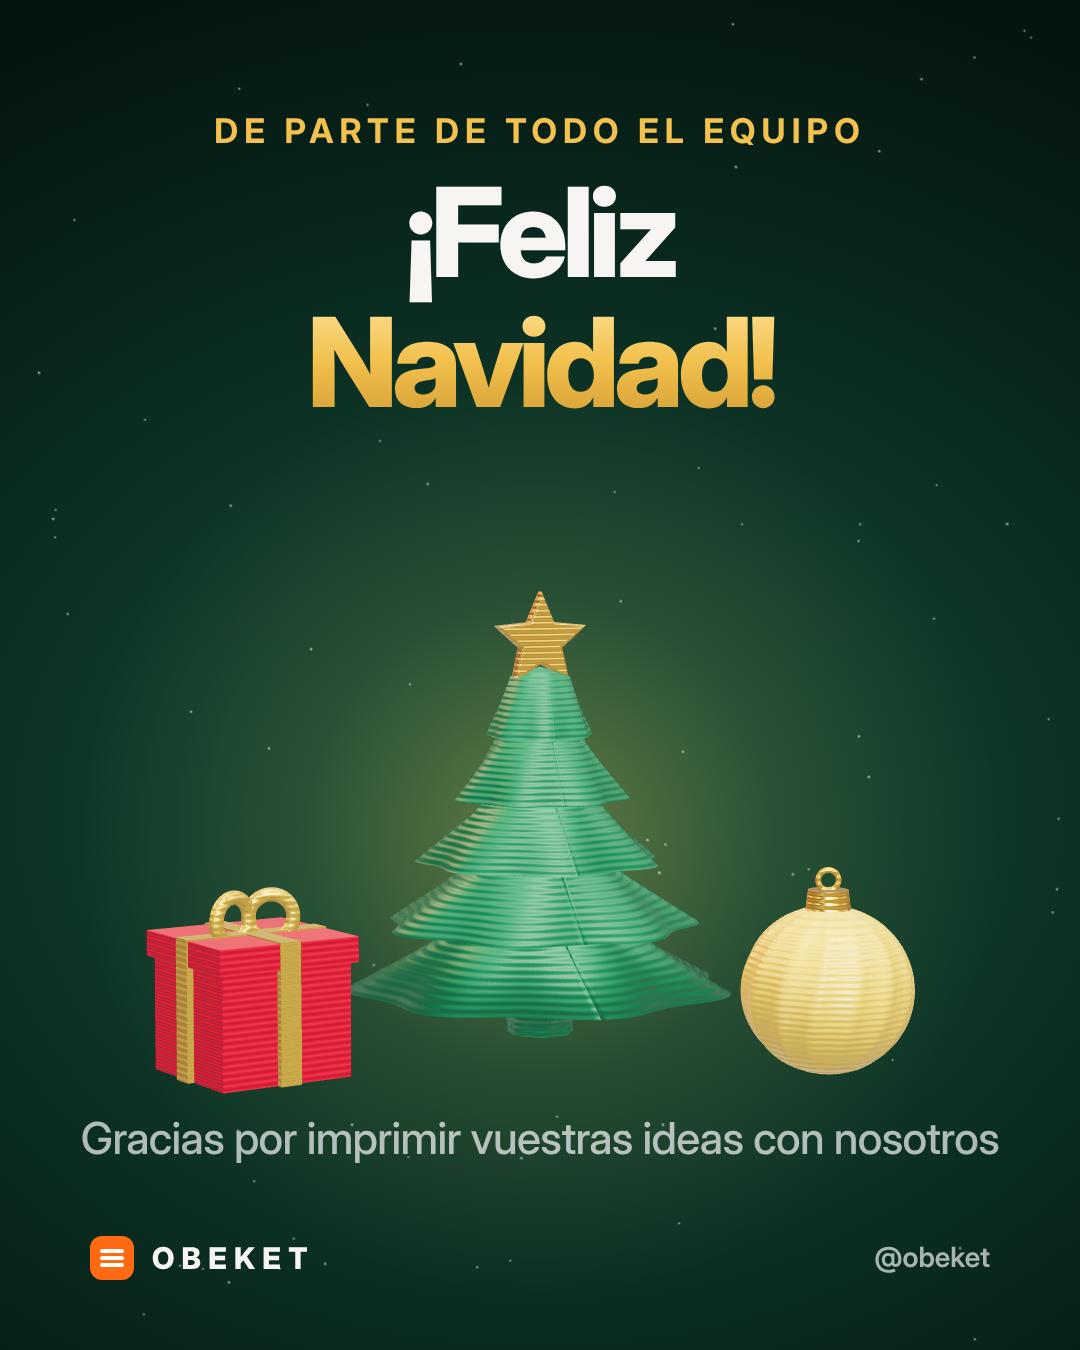 DE PARTE DE TODO EL EQUIPO
¡Feliz
Navidad!
Gracias por imprimir vuestras ideas con nosotros
OBEKET
@obeket